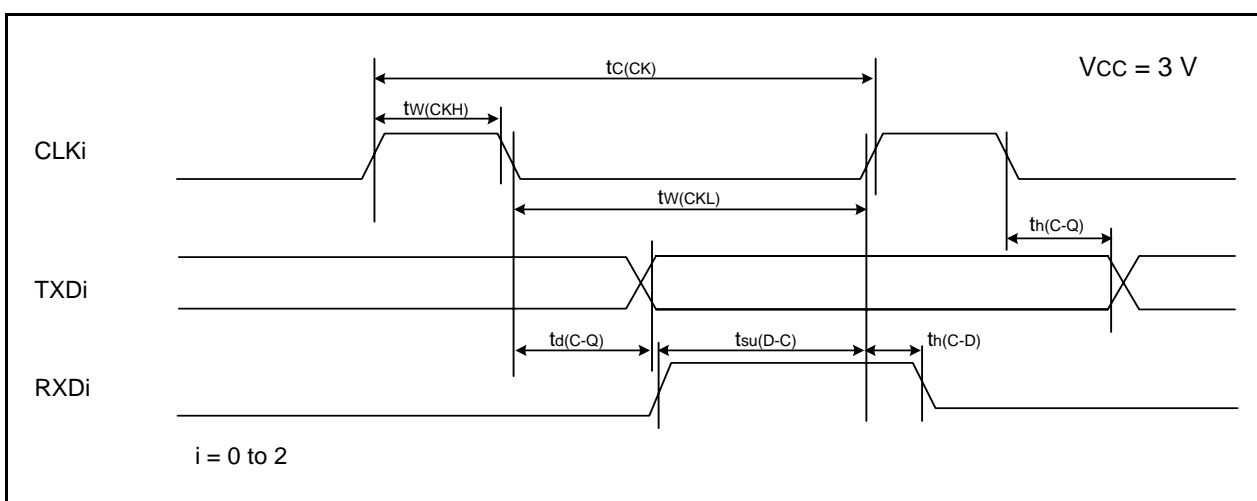 tC(CK)
VCC = 3 V
tW(CKH)
CLKi
tW(CKL)
th(C-Q)
TXDi
td(C-Q)
tsu(D-C)
th(C-D)
RXDi
i = 0 to 2